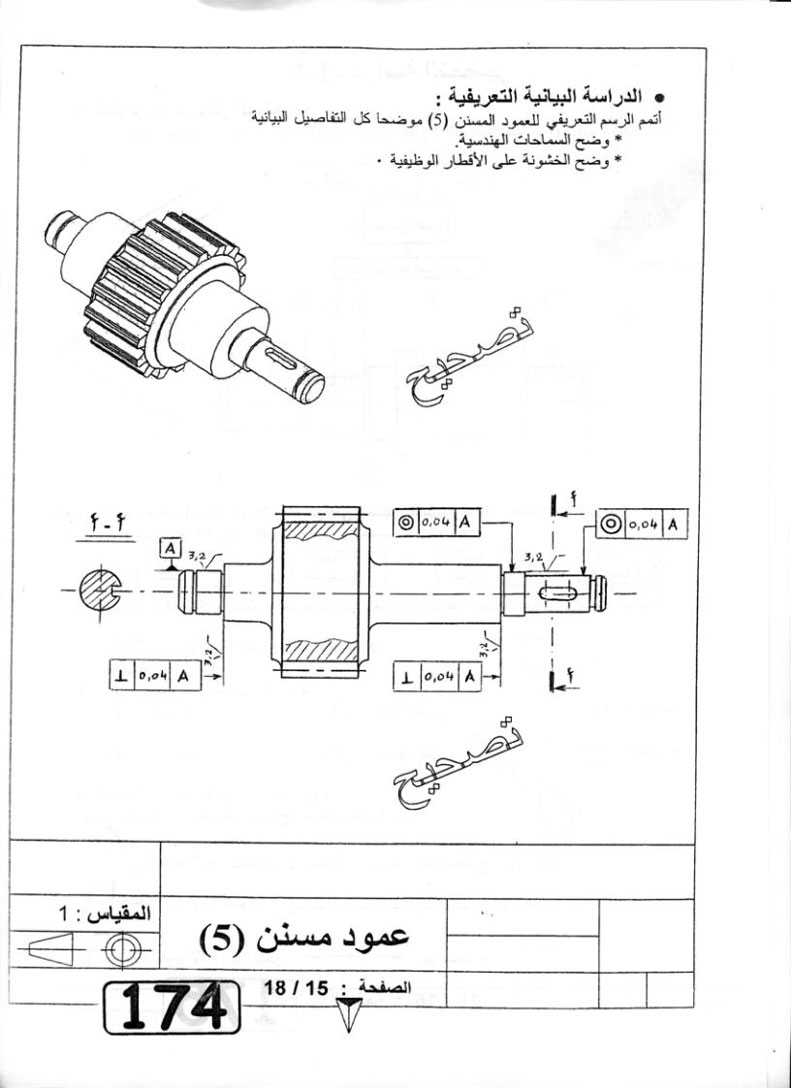 • الدراسة البيانية التعريفية :
أتمم الرسم التعريفي للعمود المسنن (5) موضحا كل التفاصيل البيانية
* وضح السماحات الهندسية.
* وضح الخشونة على الأقطار الوظيفية .
تصحيح
أ - أ
A
3,2
◎ 0,04 A
3,2
أ
◎ 0,04 A
⊥ 0,04 A
3,2
⊥ 0,04 A
3,2
أ
تصحيح
المقياس : 1
عمود مسنن (5)
الصفحة : 15 / 18
174